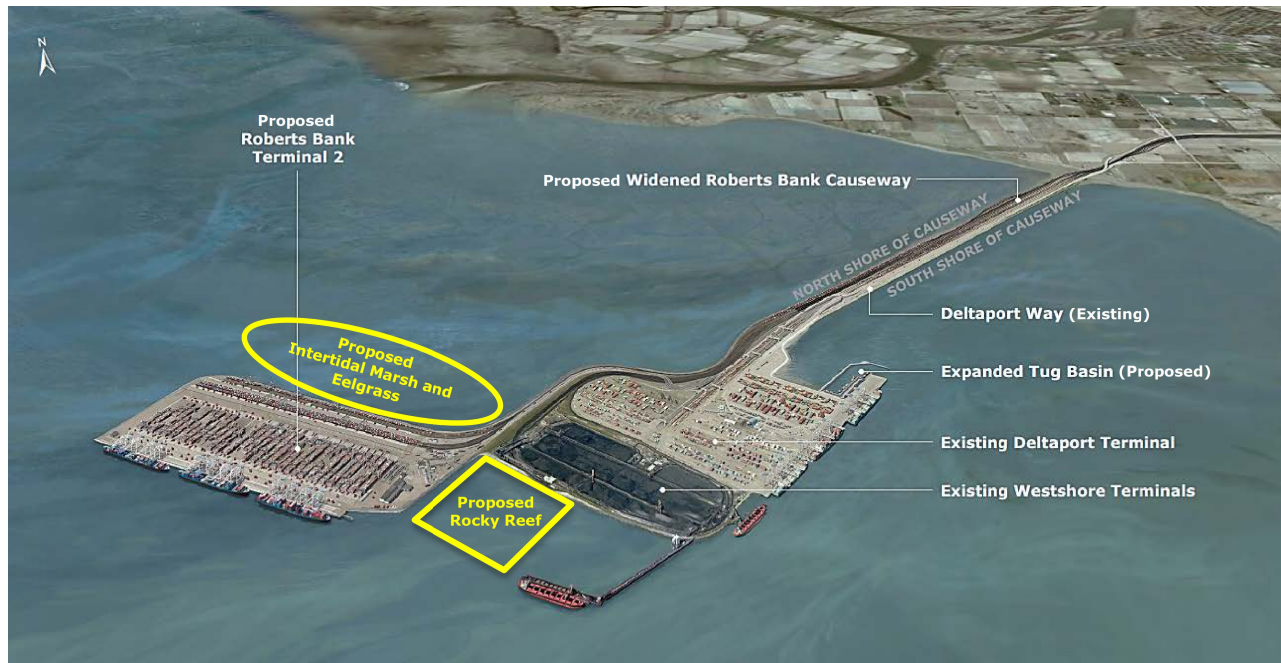 N
Proposed
Roberts Bank
Terminal 2
Proposed Widened Roberts Bank Causeway
NORTH SHORE OF CAUSEWAY
SOUTH SHORE OF CAUSEWAY
Deltaport Way (Existing)
Proposed
Intertidal Marsh and
Eelgrass
Expanded Tug Basin (Proposed)
Existing Deltaport Terminal
Existing Westshore Terminals
Proposed
Rocky Reef